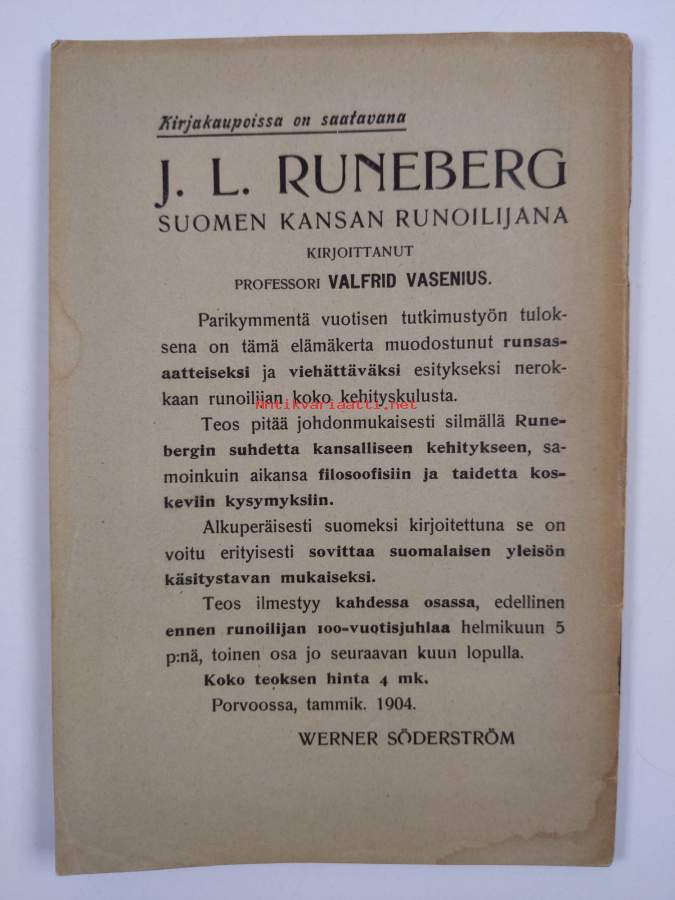 Kirjakaupoissa on saatavana
J. L. RUNEBERG
SUOMEN KANSAN RUNOILIJANA
KIRJOITTANUT
PROFESSORI VALFRID VASENIUS.
Parikymmentä vuotisen tutkimustyön tulok-
sena on tämä elämäkerta muodostunut runsas-
aatteiseksi ja viehättäväksi esitykseksi nerok-
kaan runoilijan koko kehityskulusta.
Antikvariaatti.net
Teos pitää johdonmukaisesti silmällä Rune-
bergin suhdetta kansalliseen kehitykseen, sa-
moinkuin aikansa filosoofisiin ja taidetta kos-
keviin kysymyksiin.
Alkuperäisesti suomeksi kirjoitettuna se on
voitu erityisesti sovittaa suomalaisen yleisön
käsitystavan mukaiseksi.
Teos ilmestyy kahdessa osassa, edellinen
ennen runoilijan 100-vuotisjuhlaa helmikuun 5
p:nä, toinen osa jo seuraavan kuun lopulla.
Koko teoksen hinta 4 mk.
Porvoossa, tammik. 1904.
WERNER SÖDERSTRÖM